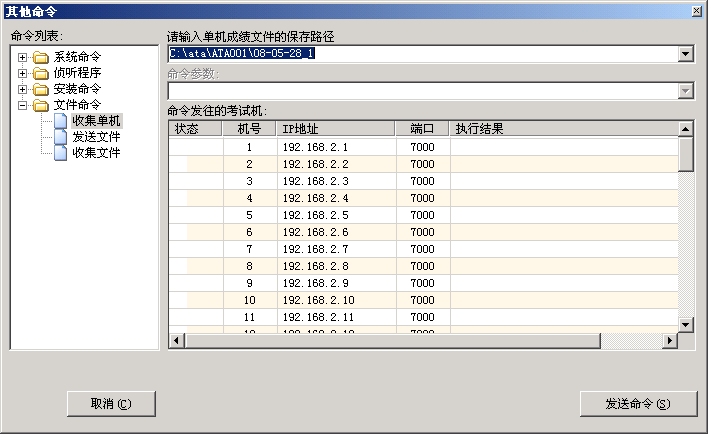 其他命令
命令列表:
系统命令
侦听程序
安装命令
文件命令
收集单机
发送文件
收集文件
请输入单机成绩文件的保存路径
C:\ata\ATA001\08-05-28_1
命令参数:
命令发往的考试机:
状态 机号 IP地址 端口 执行结果
1 192.168.2.1 7000
2 192.168.2.2 7000
3 192.168.2.3 7000
4 192.168.2.4 7000
5 192.168.2.5 7000
6 192.168.2.6 7000
7 192.168.2.7 7000
8 192.168.2.8 7000
9 192.168.2.9 7000
10 192.168.2.10 7000
11 192.168.2.11 7000
取消(C)
发送命令(S)